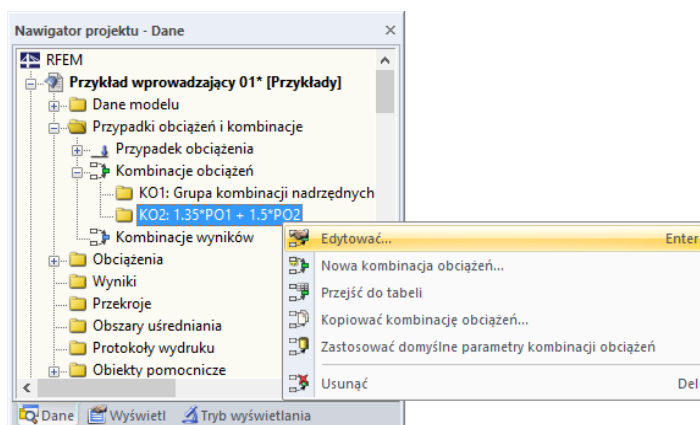 Nawigator projektu - Dane
RFEM
Przykład wprowadzający 01* [Przykłady]
Dane modelu
Przypadki obciążeń i kombinacje
Przypadek obciążenia
Kombinacje obciążeń
KO1: Grupa kombinacji nadrzędnych
KO2: 1.35*PO1 + 1.5*PO2
Kombinacje wyników
Obciążenia
Wyniki
Przekroje
Obszary uśredniania
Protokoły wydruku
Obiekty pomocnicze
Edytować... Enter
Nowa kombinacja obciążeń...
Przejść do tabeli
Kopiować kombinację obciążeń...
Zastosować domyślne parametry kombinacji obciążeń
Usunąć Del
Dane Wyświetl Tryb wyświetlania